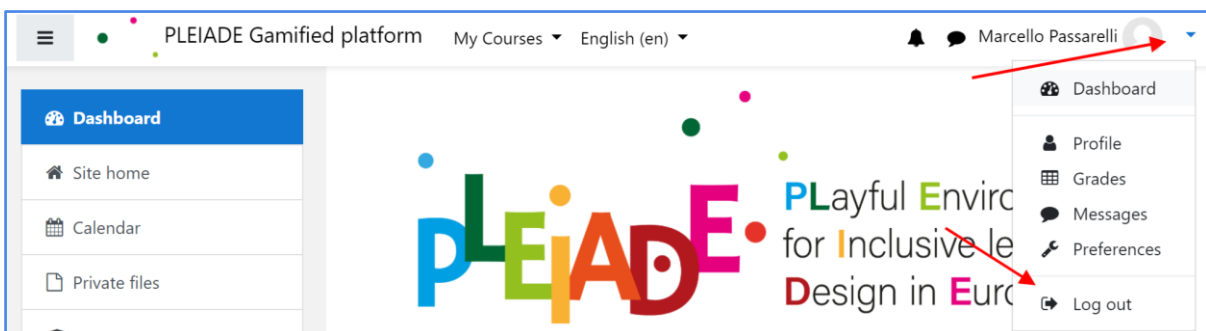 PLEIADE Gamified platform My Courses English (en) Marcello Passarelli
Dashboard
Site home
Calendar
Private files
PLEIADE
PLayful Enviro
for Inclusive le
Design in Euro
Dashboard
Profile
Grades
Messages
Preferences
Log out